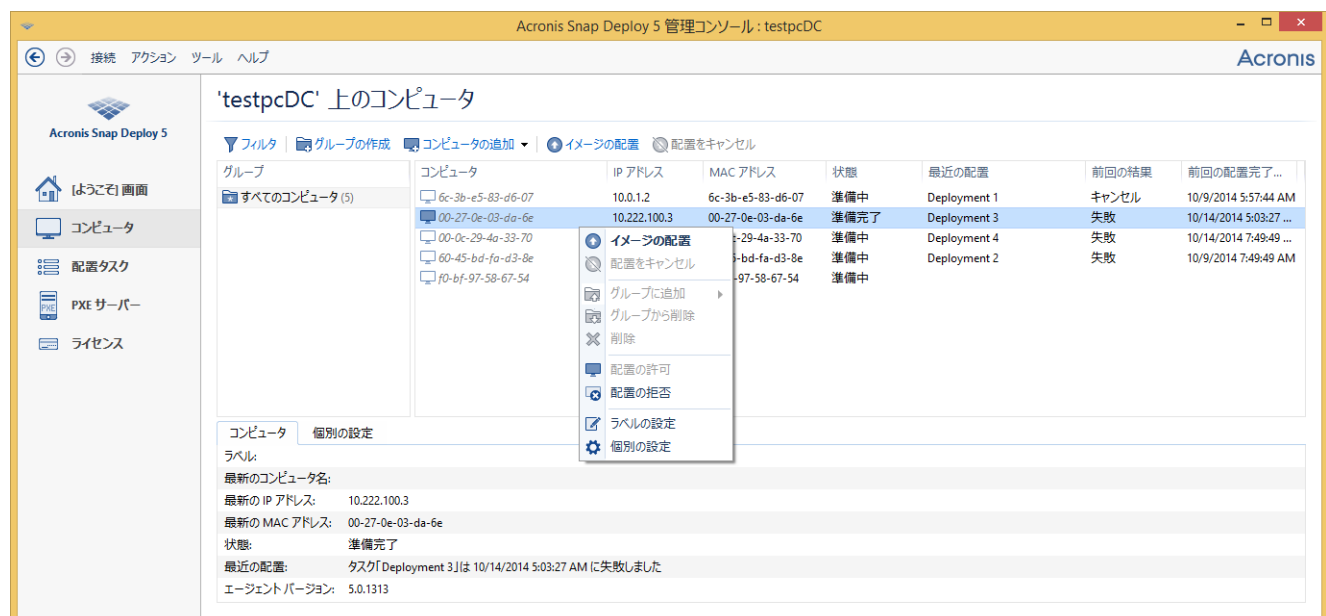 Acronis Snap Deploy 5 管理コンソール : testpcDC
接続 アクション ツール ヘルプ
Acronis
Acronis Snap Deploy 5
[ようこそ] 画面
コンピュータ
配置タスク
PXE
PXE サーバー
ライセンス
'testpcDC' 上のコンピュータ
フィルタ グループの作成 コンピュータの追加 イメージの配置 配置をキャンセル
グループ コンピュータ IP アドレス MAC アドレス 状態 最近の配置 前回の結果 前回の配置完了...
すべてのコンピュータ (5) 6c-3b-e5-83-d6-07 10.0.1.2 6c-3b-e5-83-d6-07 準備中 Deployment 1 キャンセル 10/9/2014 5:57:44 AM
00-27-0e-03-da-6e 10.222.100.3 00-27-0e-03-da-6e 準備完了 Deployment 3 失敗 10/14/2014 5:03:27 ...
00-0c-29-4a-33-70 -29-4a-33-70 準備中 Deployment 4 失敗 10/14/2014 7:49:49 ...
60-45-bd-fa-d3-8e -bd-fa-d3-8e 準備中 Deployment 2 失敗 10/9/2014 7:49:49 AM
f0-bf-97-58-67-54 -97-58-67-54 準備中
イメージの配置
配置をキャンセル
グループに追加
グループから削除
削除
配置の許可
配置の拒否
ラベルの設定
個別の設定
コンピュータ 個別の設定
ラベル:
最新のコンピュータ名:
最新の IP アドレス: 10.222.100.3
最新の MAC アドレス: 00-27-0e-03-da-6e
状態: 準備完了
最近の配置: タスク「Deployment 3」は 10/14/2014 5:03:27 AM に失敗しました
エージェント バージョン: 5.0.1313